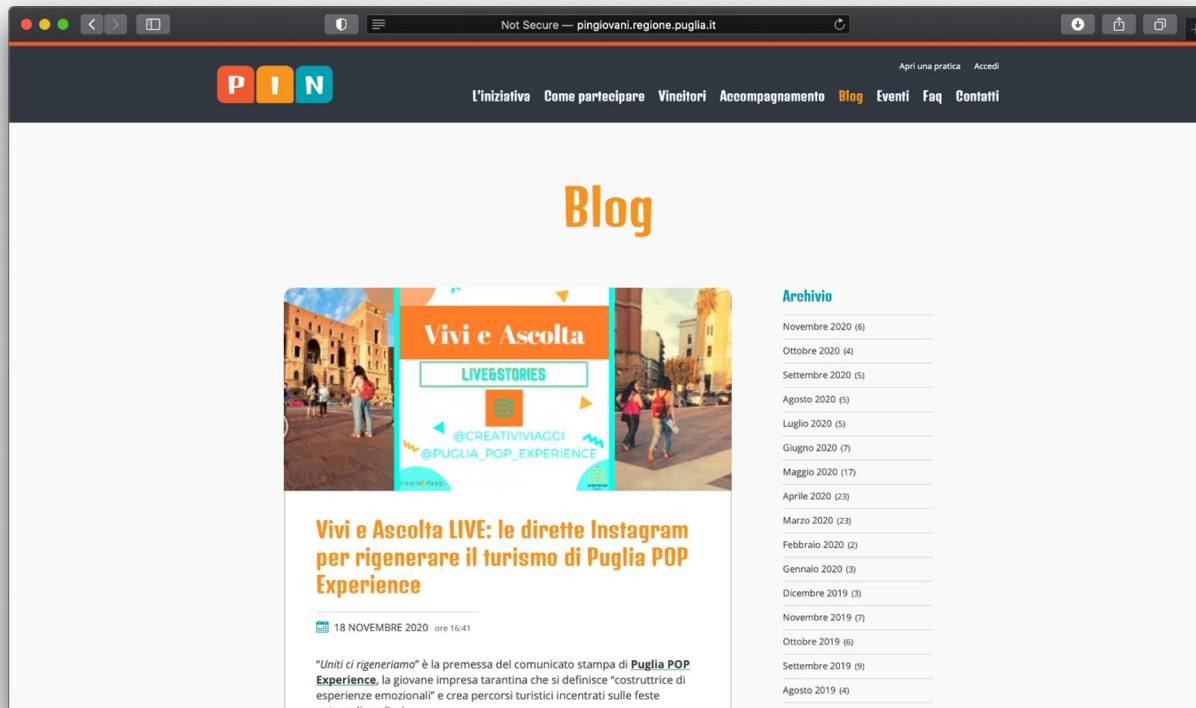 Not Secure — pingiovani.regione.puglia.it
PIN
Apri una pratica Accedi
L'iniziativa Come partecipare Vincitori Accompagnamento Blog Eventi Faq Contatti
Blog
Vivi e Ascolta
LIVE&STORIES
@CREATIVIVIAGGI
@PUGLIA_POP_EXPERIENCE
Vivi e Ascolta LIVE: le dirette Instagram
per rigenerare il turismo di Puglia POP
Experience
18 NOVEMBRE 2020 ore 16:41
“Uniti ci rigeneriamo” è la premessa del comunicato stampa di Puglia POP
Experience, la giovane impresa tarantina che si definisce “costruttrice di
esperienze emozionali” e crea percorsi turistici incentrati sulle feste
Archivio
Novembre 2020 (6)
Ottobre 2020 (4)
Settembre 2020 (5)
Agosto 2020 (5)
Luglio 2020 (5)
Giugno 2020 (7)
Maggio 2020 (17)
Aprile 2020 (23)
Marzo 2020 (23)
Febbraio 2020 (2)
Gennaio 2020 (3)
Dicembre 2019 (3)
Novembre 2019 (7)
Ottobre 2019 (6)
Settembre 2019 (9)
Agosto 2019 (4)